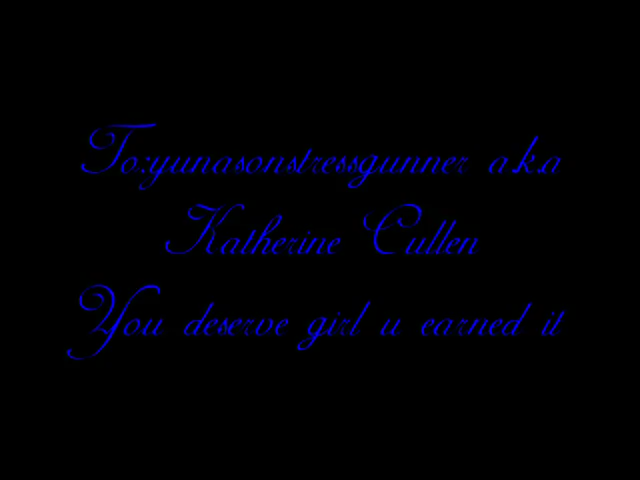 To:yunasonstressgunner a.k.a
Katherine Cullen
You deserve girl u earned it